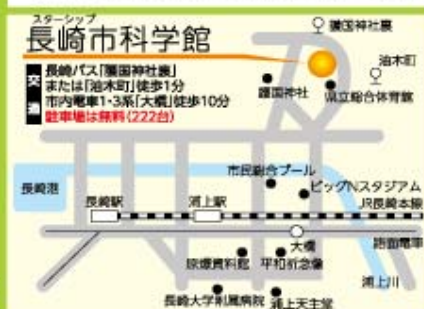 スターシップ
長崎市科学館
交通
長崎バス「護国神社裏」
または「油木町」徒歩1分
市内電車1・3系「大橋」徒歩10分
駐車場は無料(222台)
護国神社裏
油木町
護国神社
県立総合体育館
市民総合プール
ビッグNスタジアム
長崎港
長崎駅
浦上駅
JR長崎本線
大橋
路面電車
原爆資料館
平和祈念像
浦上川
長崎大学附属病院
浦上天主堂